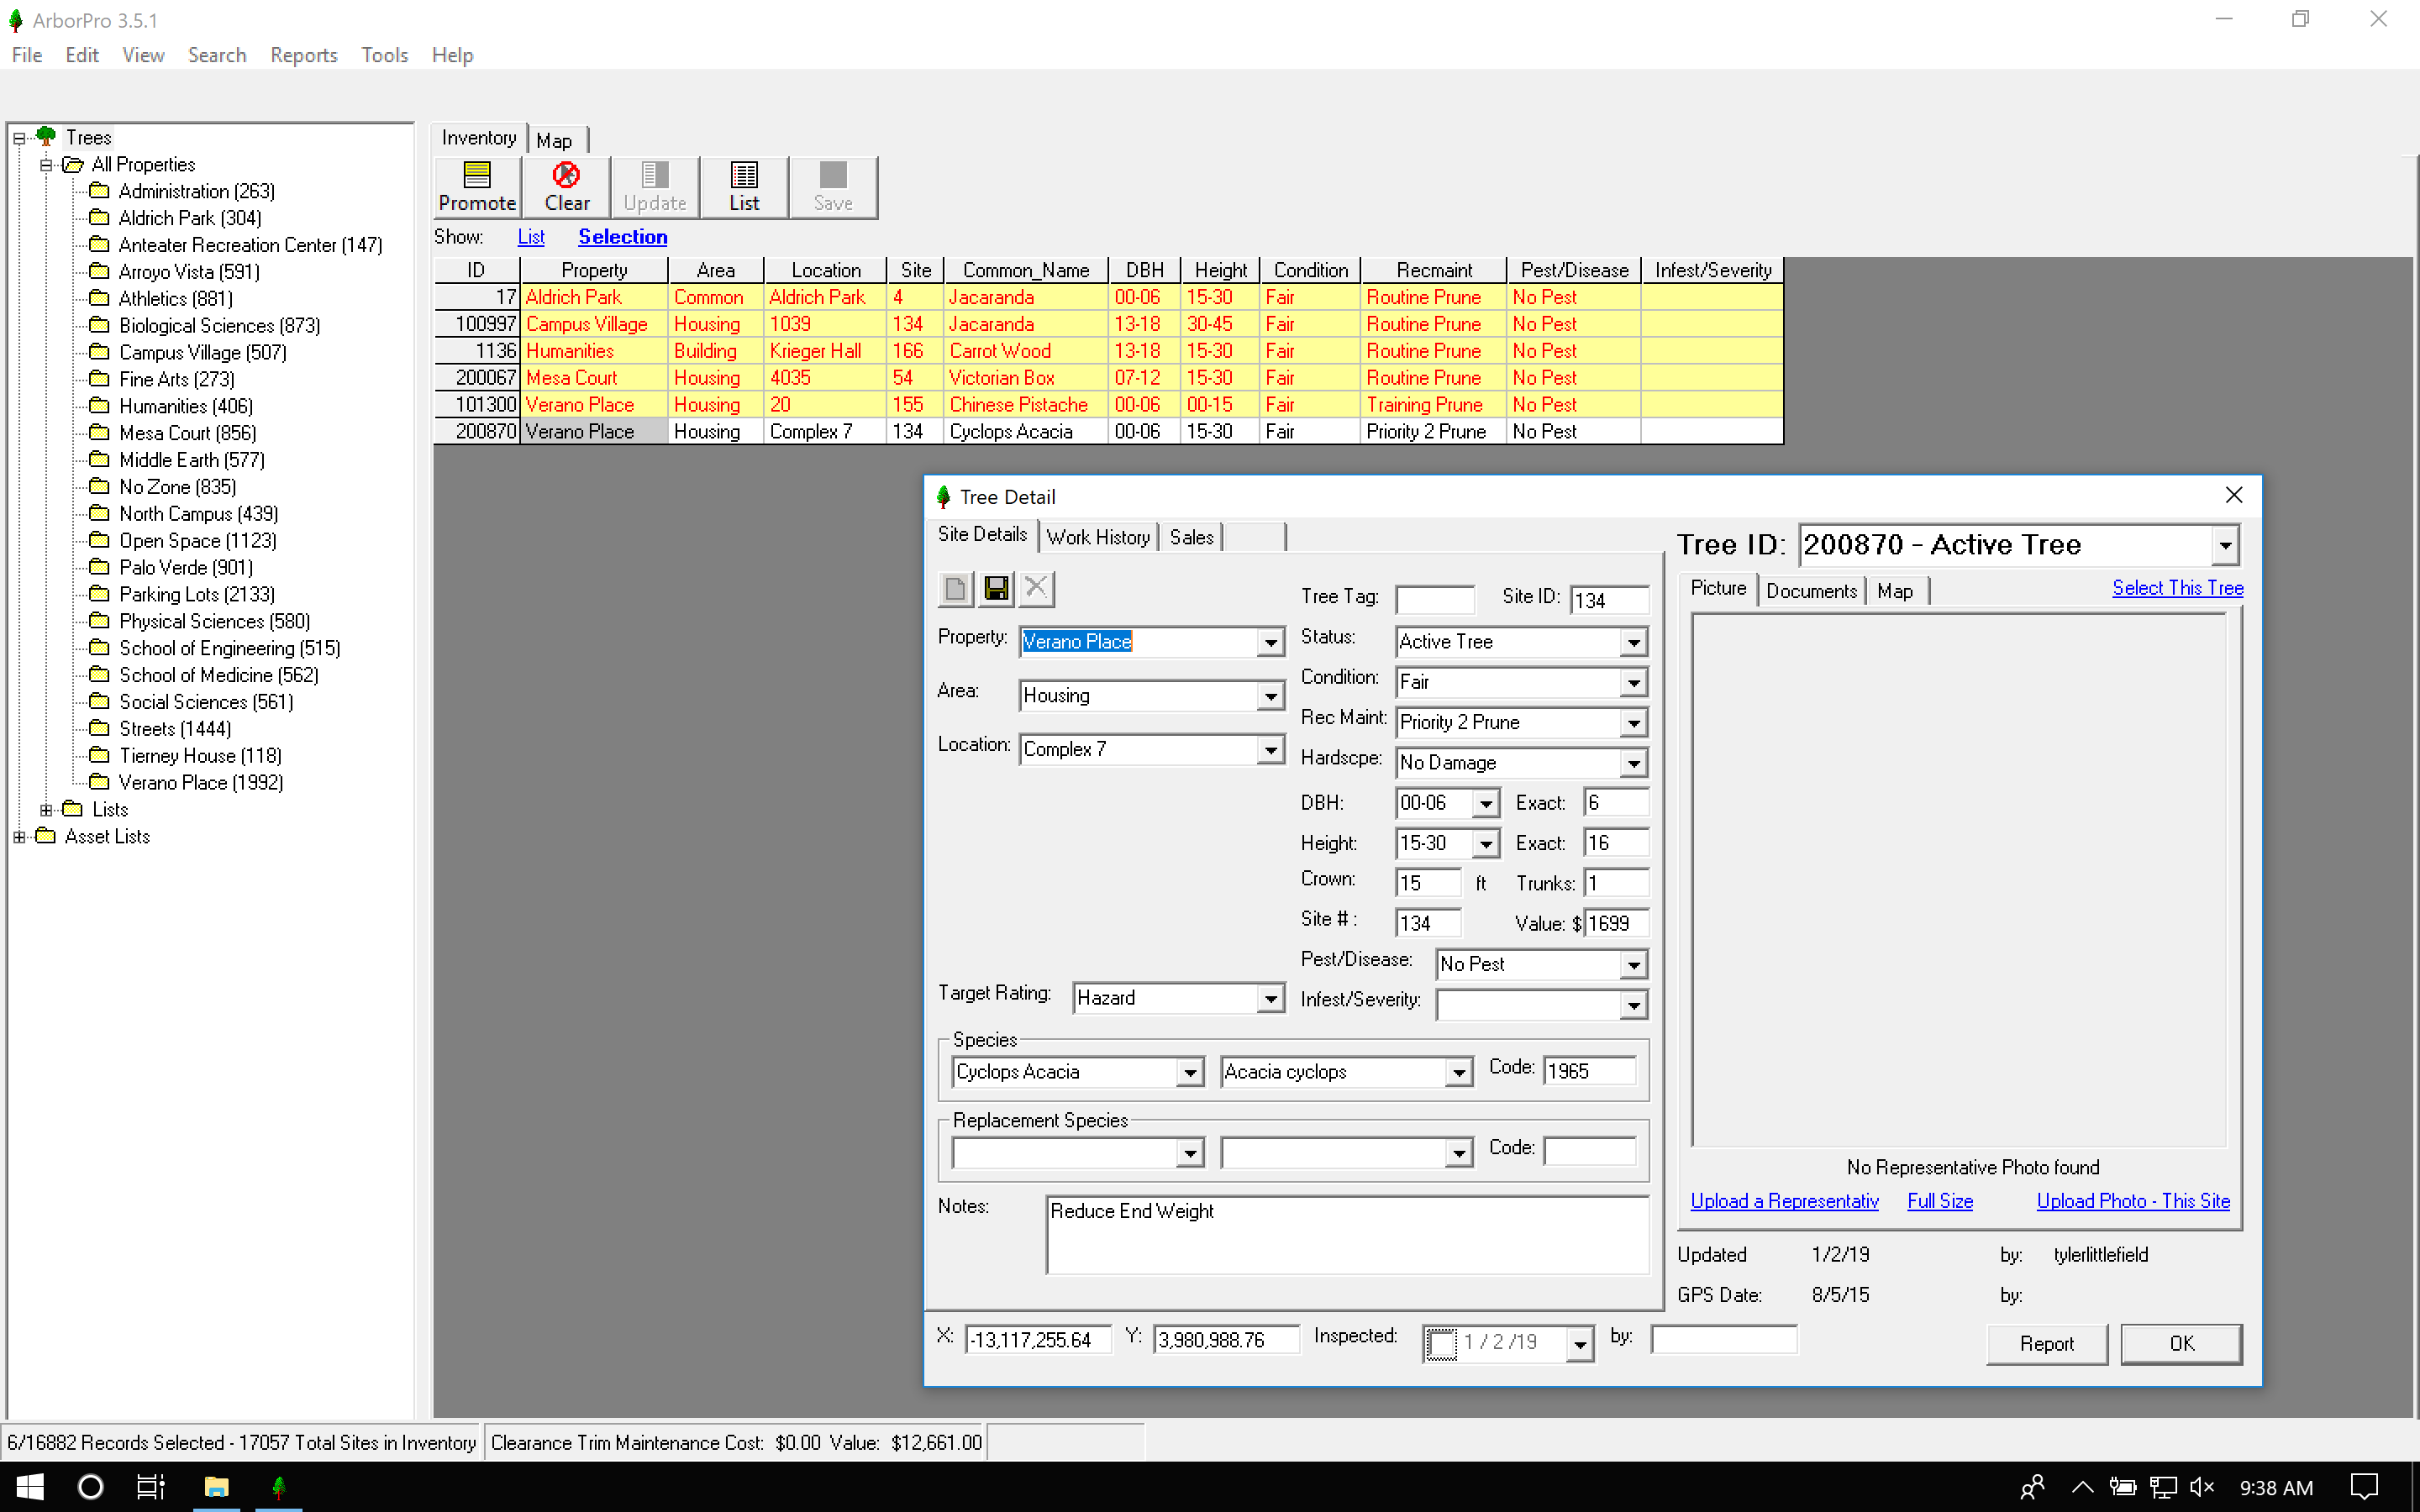 ArborPro 3.5.1
File Edit View Search Reports Tools Help
Trees
All Properties
Administration (263)
Aldrich Park (304)
Anteater Recreation Center (147)
Arroyo Vista (591)
Athletics (881)
Biological Sciences (873)
Campus Village (507)
Fine Arts (273)
Humanities (406)
Mesa Court (856)
Middle Earth (577)
No Zone (835)
North Campus (439)
Open Space (1123)
Palo Verde (901)
Parking Lots (2133)
Physical Sciences (580)
School of Engineering (515)
School of Medicine (562)
Social Sciences (561)
Streets (1444)
Tierney House (118)
Verano Place (1992)
Lists
Asset Lists
Inventory Map
Promote Clear Update List Save
Show: List Selection
ID Property Area Location Site Common_Name DBH Height Condition Recmaint Pest/Disease Infest/Severity
17 Aldrich Park Common Aldrich Park 4 Jacaranda 00-06 15-30 Fair Routine Prune No Pest
100997 Campus Village Housing 1039 134 Jacaranda 13-18 30-45 Fair Routine Prune No Pest
1136 Humanities Building Krieger Hall 166 Carrot Wood 13-18 15-30 Fair Routine Prune No Pest
200067 Mesa Court Housing 4035 54 Victorian Box 07-12 15-30 Fair Routine Prune No Pest
101300 Verano Place Housing 20 155 Chinese Pistache 00-06 00-15 Fair Training Prune No Pest
200870 Verano Place Housing Complex 7 134 Cyclops Acacia 00-06 15-30 Fair Priority 2 Prune No Pest
Tree Detail
Site Details Work History Sales
Tree Tag: Site ID: 134
Property: Verano Place Status: Active Tree
Area: Housing Condition: Fair
Rec Maint: Priority 2 Prune
Location: Complex 7 Hardscpe: No Damage
DBH: 00-06 Exact: 6
Height: 15-30 Exact: 16
Crown: 15 ft Trunks: 1
Site # : 134 Value: $ 1699
Pest/Disease: No Pest
Target Rating: Hazard Infest/Severity:
Species
Cyclops Acacia Acacia cyclops Code: 1965
Replacement Species
Code:
Notes: Reduce End Weight
Tree ID: 200870 - Active Tree
Picture Documents Map Select This Tree
No Representative Photo found
Upload a Representativ Full Size Upload Photo - This Site
Updated 1/2/19 by: tylerlittlefield
GPS Date: 8/5/15 by:
X: -13,117,255.64 Y: 3,980,988.76 Inspected: 1 / 2 /19 by: Report OK
6/16882 Records Selected - 17057 Total Sites in Inventory Clearance Trim Maintenance Cost: $0.00 Value: $12,661.00
9:38 AM